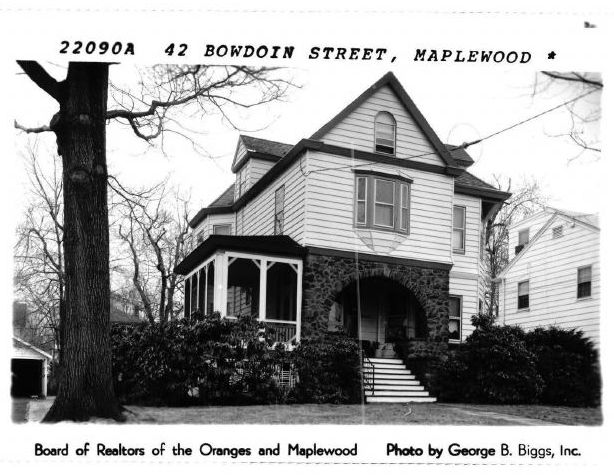 22090A 42 BOWDOIN STREET, MAPLEWOOD *
Board of Realtors of the Oranges and Maplewood Photo by George B. Biggs, Inc.